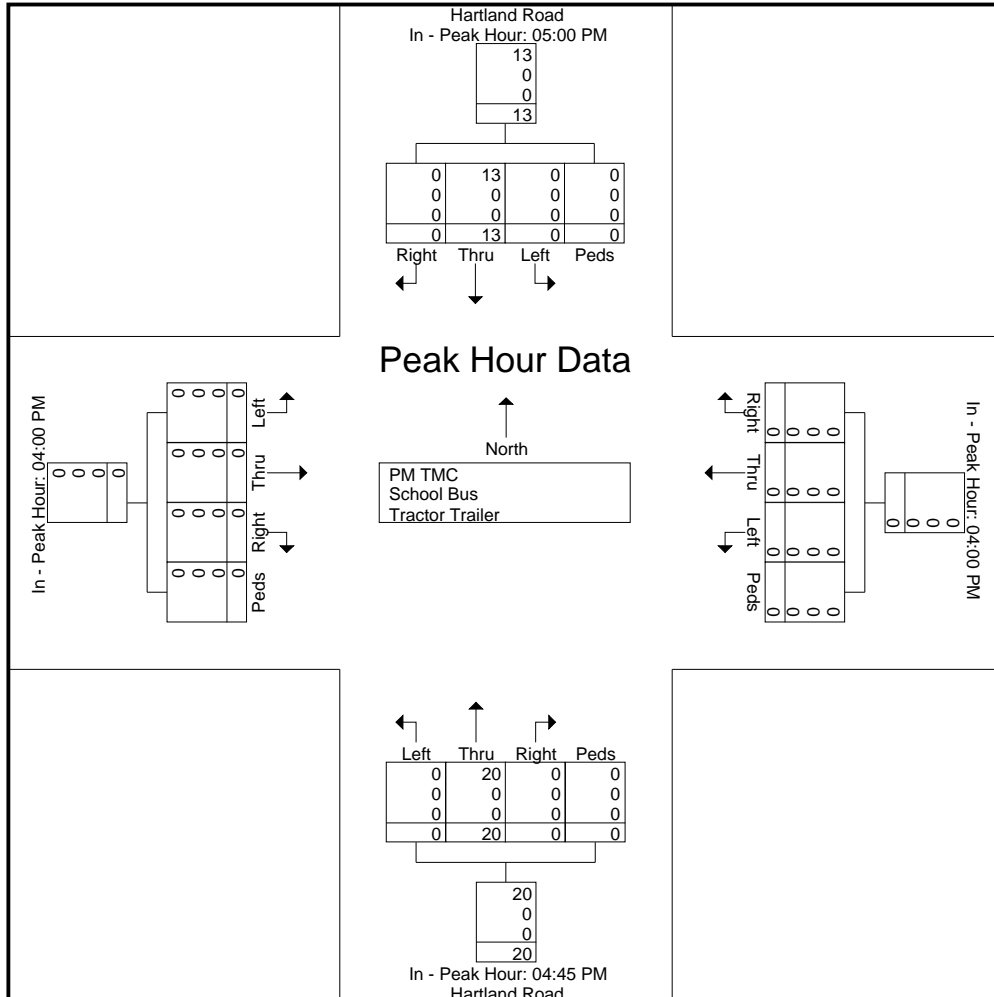 Hartland Road
In - Peak Hour: 05:00 PM
13
0
0
13
0 13 0 0
0 0 0 0
0 0 0 0
0 13 0 0
Right Thru Left Peds
Peak Hour Data
North
PM TMC
School Bus
Tractor Trailer
In - Peak Hour: 04:00 PM
0 0 0 0
0 0 0 0
Left
0 0 0 0
Thru
0 0 0 0
Right
0 0 0 0
Peds
Right
0 0 0 0
Thru
0 0 0 0
Left
0 0 0 0
Peds
0 0 0 0
0 0 0 0
In - Peak Hour: 04:00 PM
Left Thru Right Peds
0 20 0 0
0 0 0 0
0 0 0 0
0 20 0 0
20
0
0
20
In - Peak Hour: 04:45 PM
Hartland Road